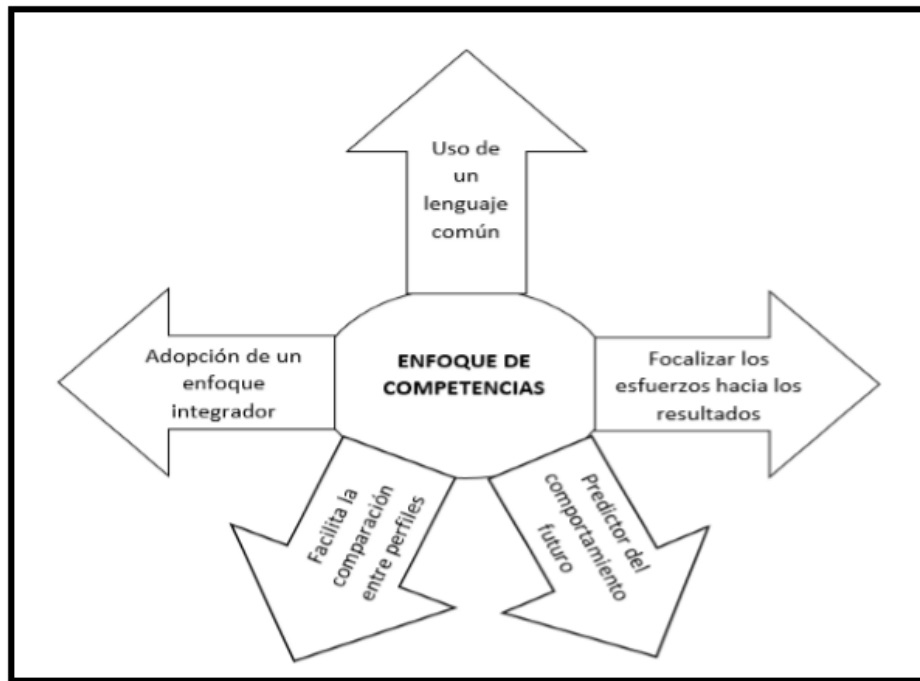 Uso de
un
lenguaje
común
Adopción de un
enfoque
integrador
ENFOQUE DE
COMPETENCIAS
Focalizar los
esfuerzos hacia los
resultados
Facilita la
comparación
entre perfiles
Predictor del
comportamiento
futuro